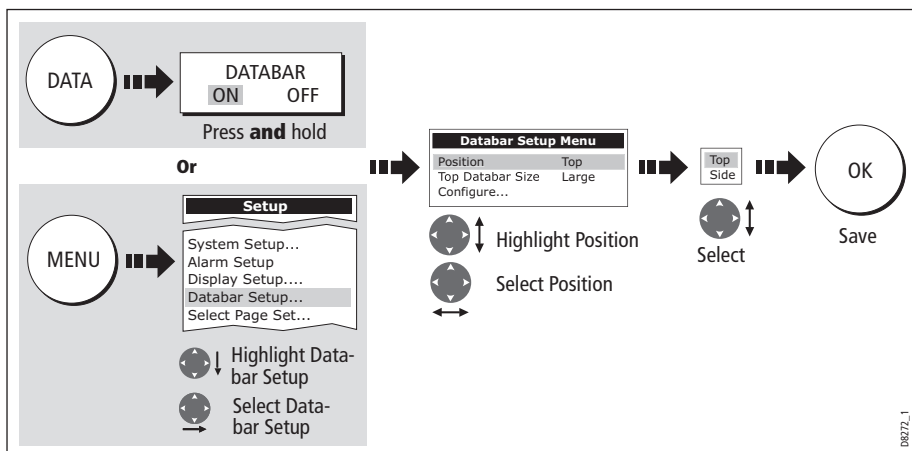 DATA
DATABAR
ON OFF
Press and hold
Or
MENU
Setup
System Setup...
Alarm Setup
Display Setup....
Databar Setup...
Select Page Set...
Highlight Data-
bar Setup
Select Data-
bar Setup
Databar Setup Menu
Position Top
Top Databar Size Large
Configure...
Highlight Position
Select Position
Top
Side
Select
OK
Save
D8272_1